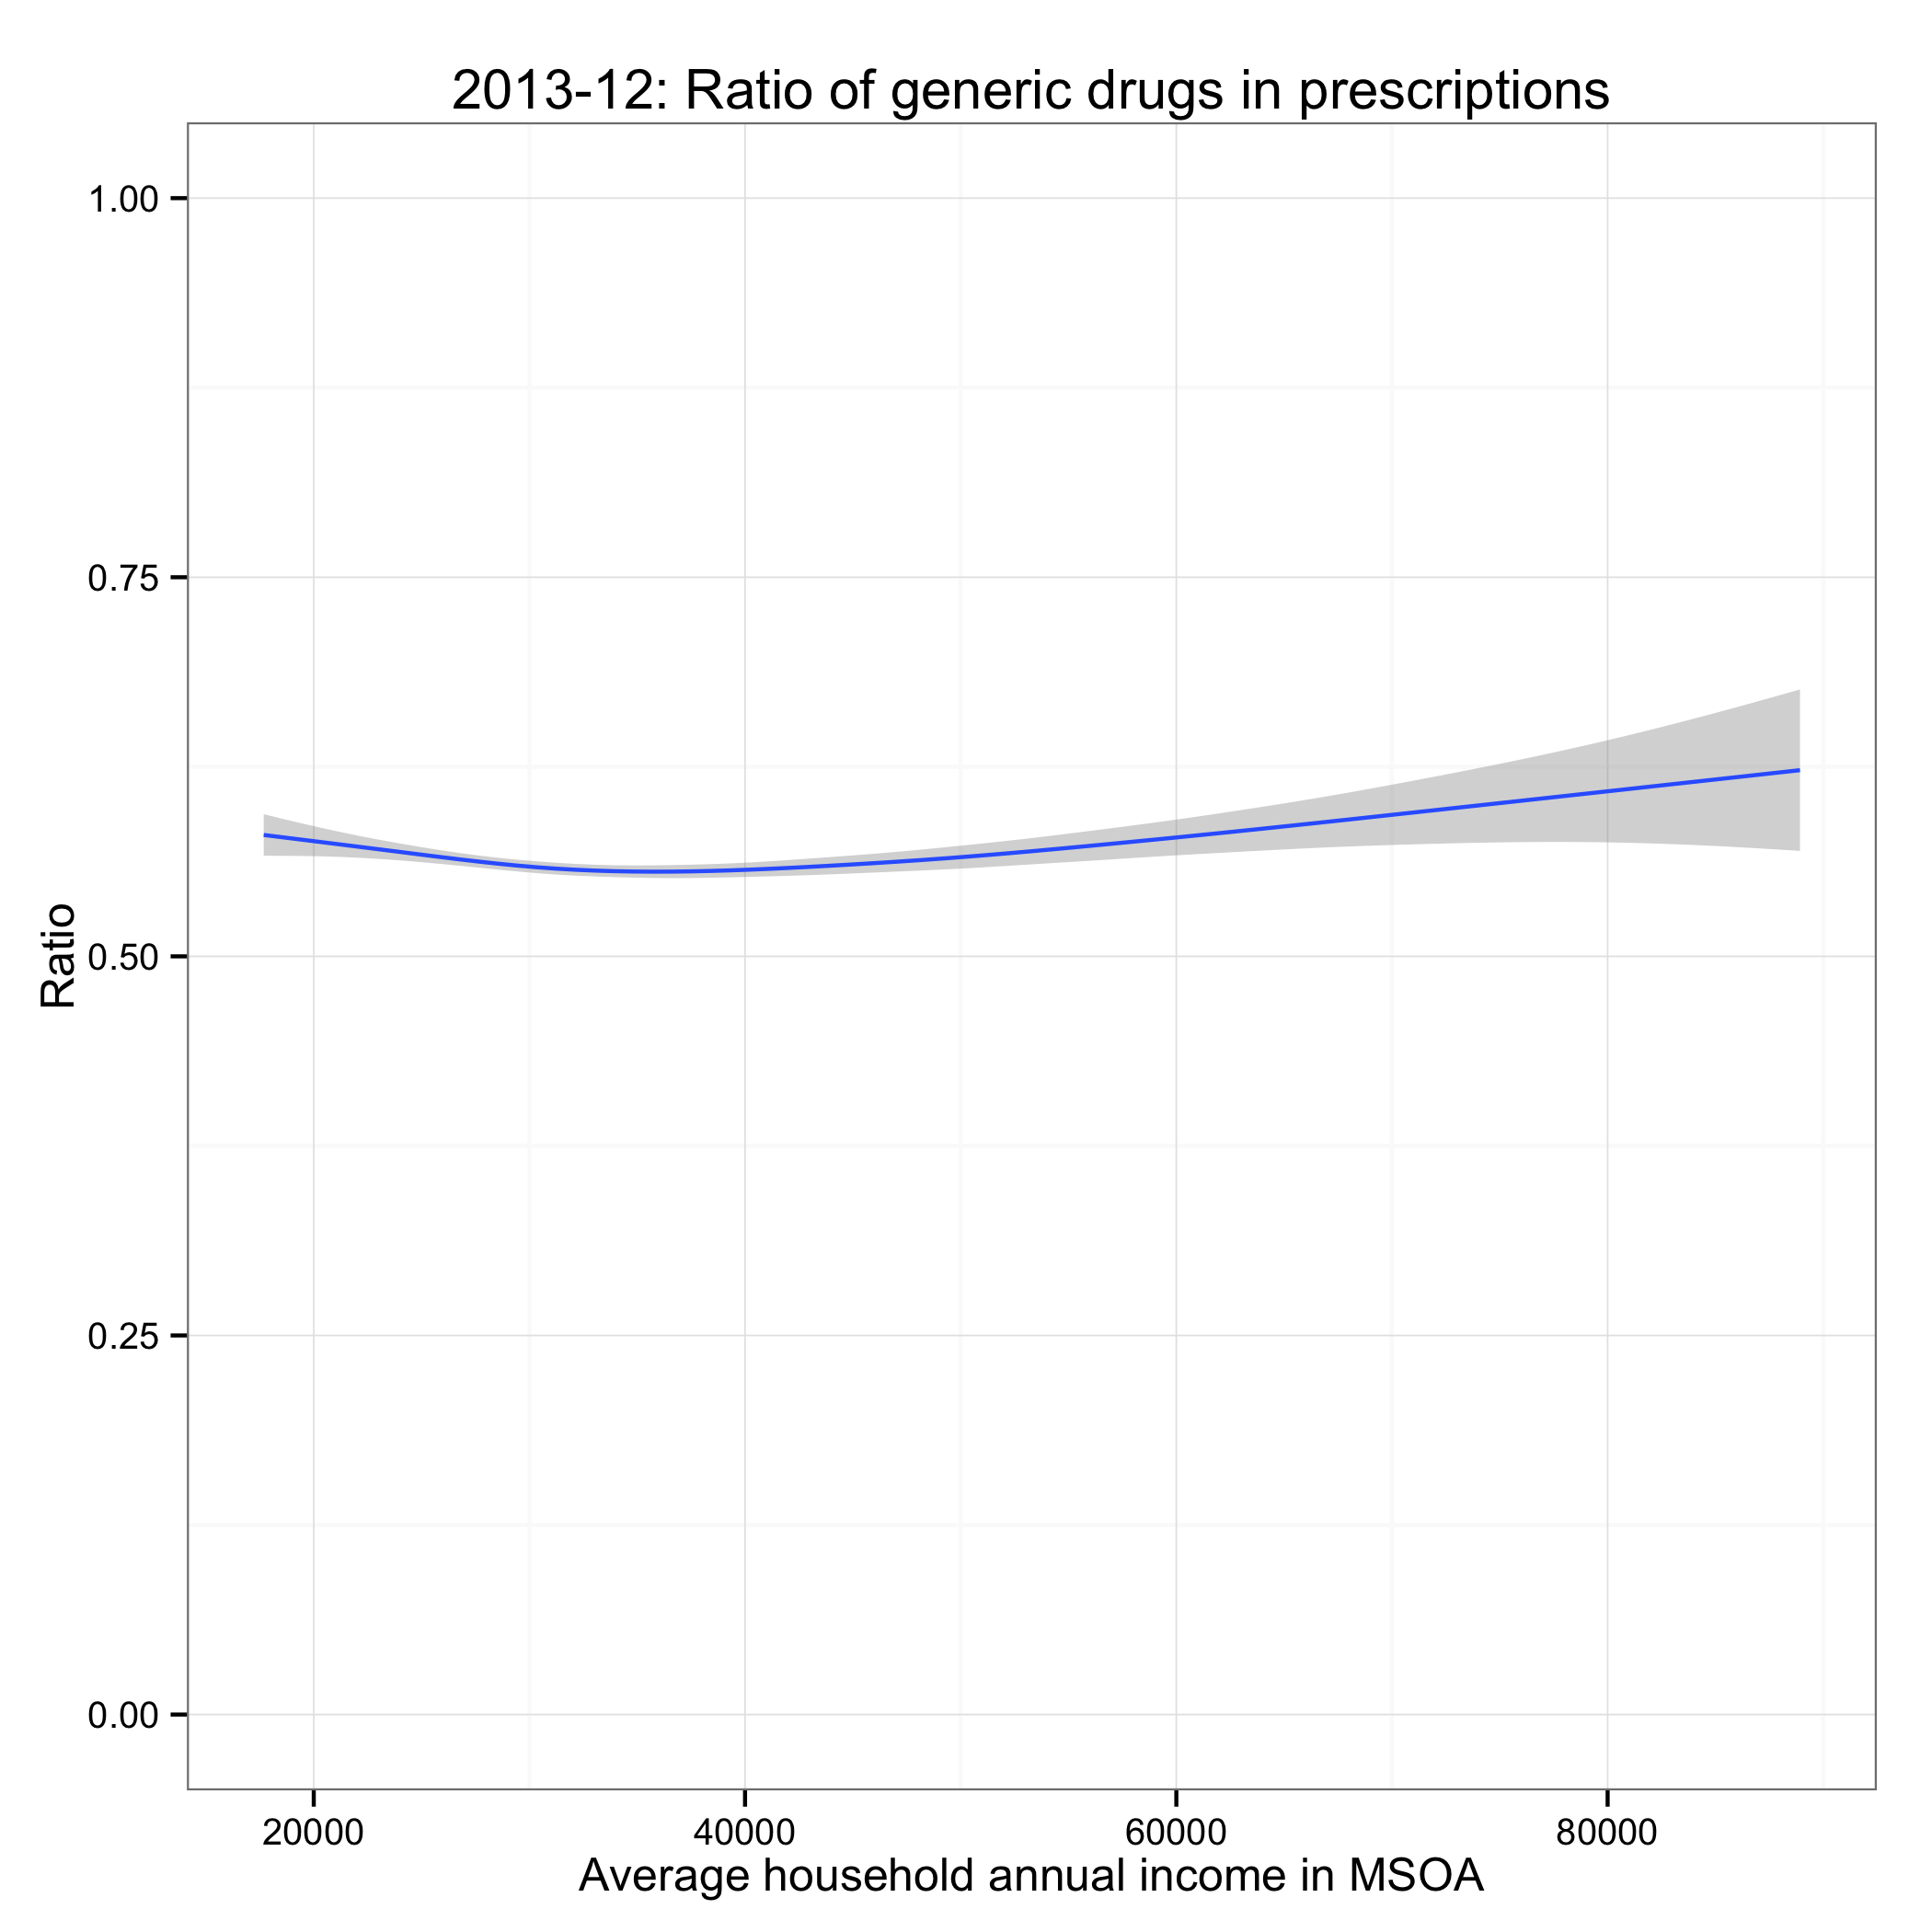 2013-12: Ratio of generic drugs in prescriptions
1.00
0.75
0.50
0.25
0.00
Ratio
20000 40000 60000 80000
Average household annual income in MSOA